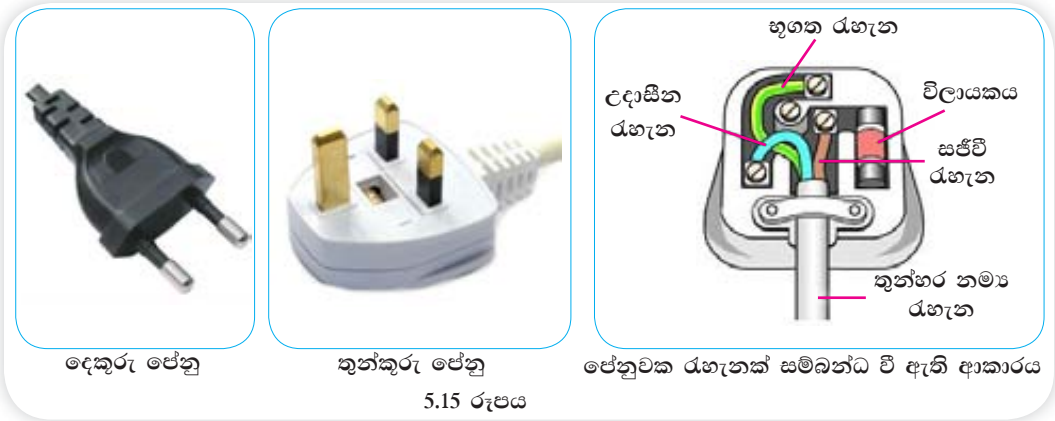 භූගත රැහැන
උදාසීන
රැහැන
විලායකය
සජීවී
රැහැන
තුන්හර නම්‍ය
රැහැන
දෙකූරු පේනු
තුන්කූරු පේනු
පේනුවක රැහැනක් සම්බන්ධ වී ඇති ආකාරය
5.15 රූපය